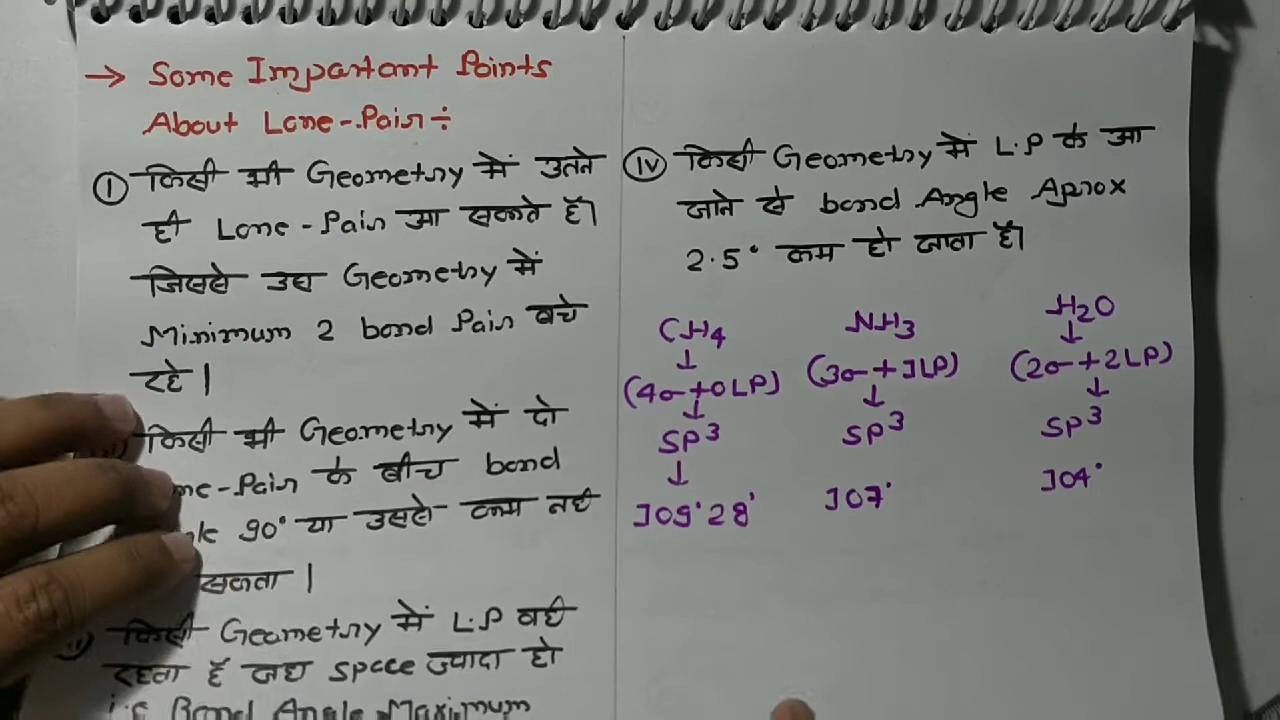 → Some Important Points
About Lone-Pair ÷
(I) किसी भी Geometry में उतने
ही Lone-Pair आ सकते हैं।
जिससे उस Geometry में
Minimum 2 bond Pair बचे
रहे।
किसी भी Geometry में दो
के बीच bond
90° या उससे कम नही
सकता।
किसी Geometry में L.P वही
रहता हैं जहा space ज्यादा हो
i.e Bond Angle Maximum
(IV) किसी Geometry में L.P के आ
जाने से bond Angle Aprox
2.5° कम हो जाता हैं।
CH4 NH3 H2O
↓ ↓
(4σ+0LP) (3σ+1LP) (2σ+2LP)
↓ ↓ ↓
SP3 SP3 SP3
↓
109°28' 107° 104°